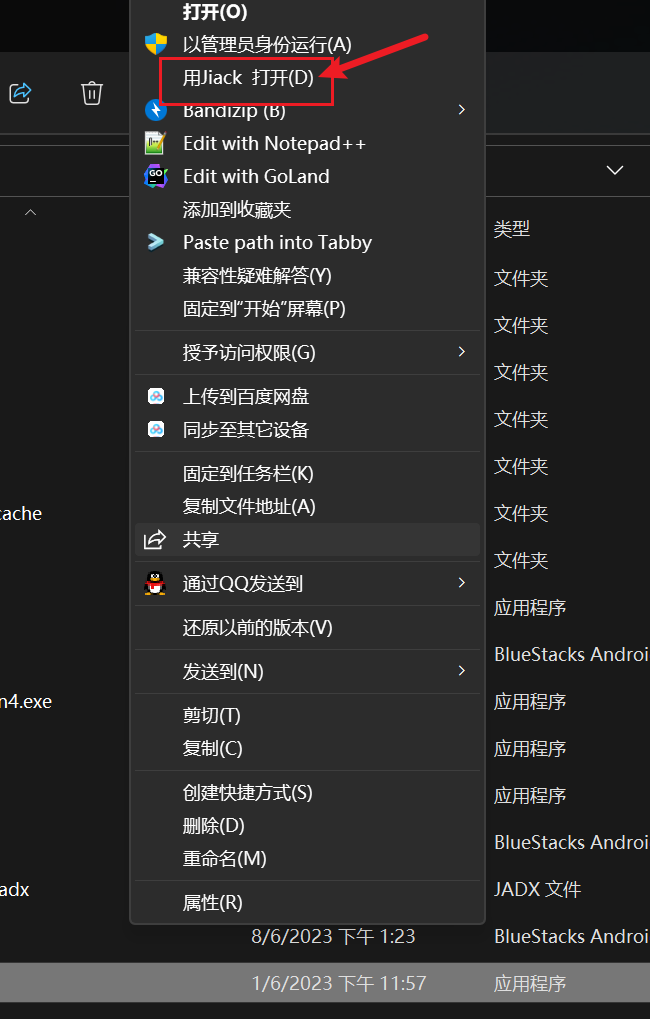 打开(O)
以管理员身份运行(A)
用Jiack  打开(D)
Bandizip (B)
Edit with Notepad++
GO
Edit with GoLand
添加到收藏夹
Paste path into Tabby
兼容性疑难解答(Y)
固定到"开始"屏幕(P)
授予访问权限(G)
上传到百度网盘
同步至其它设备
固定到任务栏(K)
复制文件地址(A)
共享
通过QQ发送到
还原以前的版本(V)
发送到(N)
剪切(T)
复制(C)
创建快捷方式(S)
删除(D)
重命名(M)
属性(R)
类型
文件夹
文件夹
文件夹
文件夹
文件夹
cache
文件夹
文件夹
应用程序
BlueStacks Androi
n4.exe
应用程序
应用程序
应用程序
BlueStacks Androi
adx
JADX 文件
8/6/2023 下午 1:23
BlueStacks Androi
1/6/2023 下午 11:57
应用程序